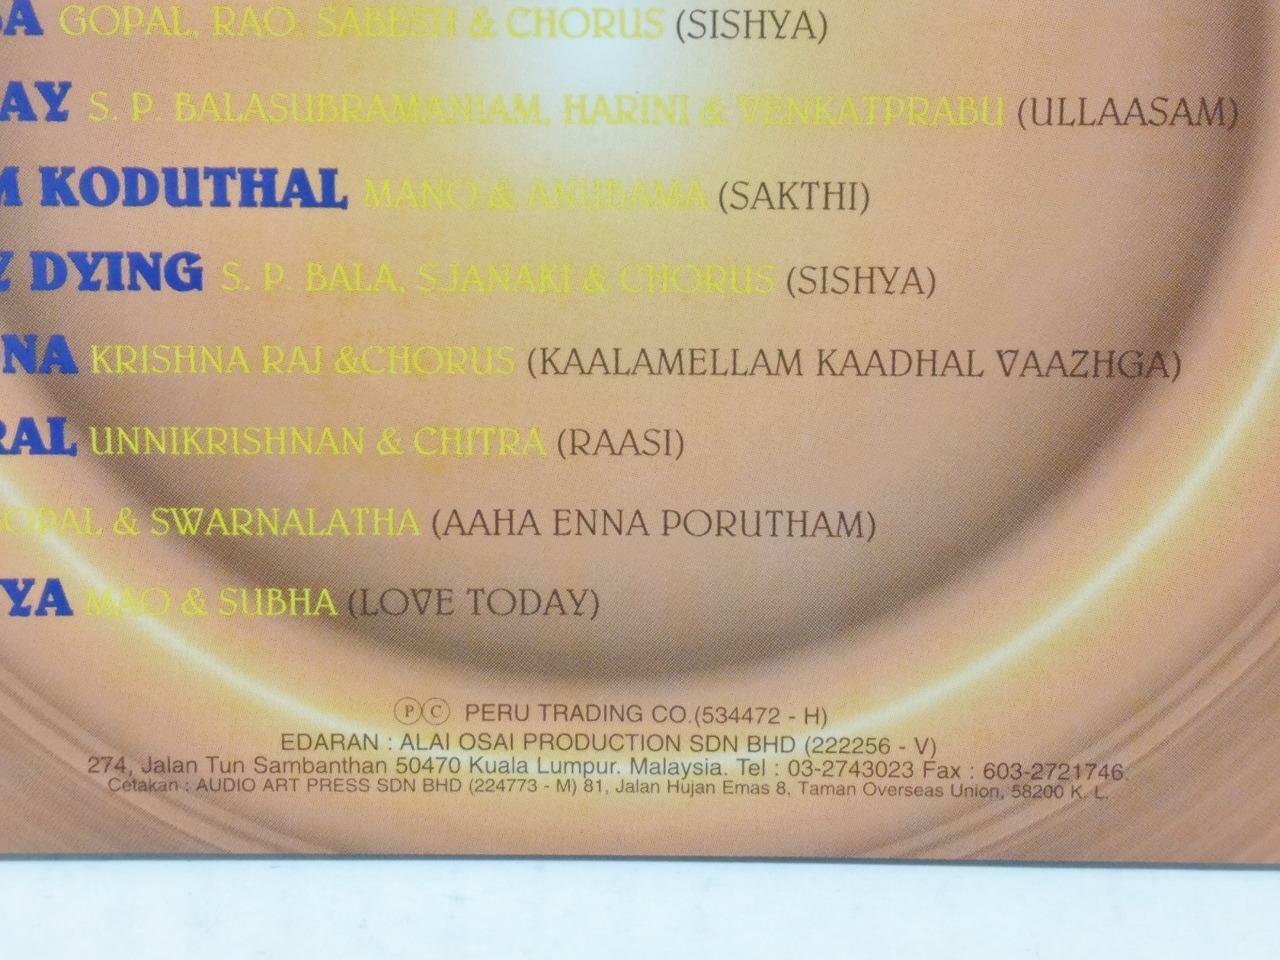 GOPAL, RAO, SABESH & CHORUS (SISHYA)
S. P. BALASUBRAMANIAM, HARINI & VENKATPRABU (ULLAASAM)
KODUTHAL MANO & ANUBAMA (SAKTHI)
DYING S. P. BALA, S.JANAKI & CHORUS (SISHYA)
NA KRISHNA RAJ &CHORUS (KAALAMELLAM KAADHAL VAAZHGA)
RAL UNNIKRISHNAN & CHITRA (RAASI)
GOPAL & SWARNALATHA (AAHA ENNA PORUTHAM)
YA MAO & SUBHA (LOVE TODAY)
Ⓟ Ⓒ PERU TRADING CO.(534472 - H)
EDARAN : ALAI OSAI PRODUCTION SDN BHD (222256 - V)
274, Jalan Tun Sambanthan 50470 Kuala Lumpur. Malaysia. Tel : 03-2743023 Fax : 603-2721746.
Cetakan : AUDIO ART PRESS SDN BHD (224773 - M) 81, Jalan Hujan Emas 8, Taman Overseas Union, 58200 K. L.